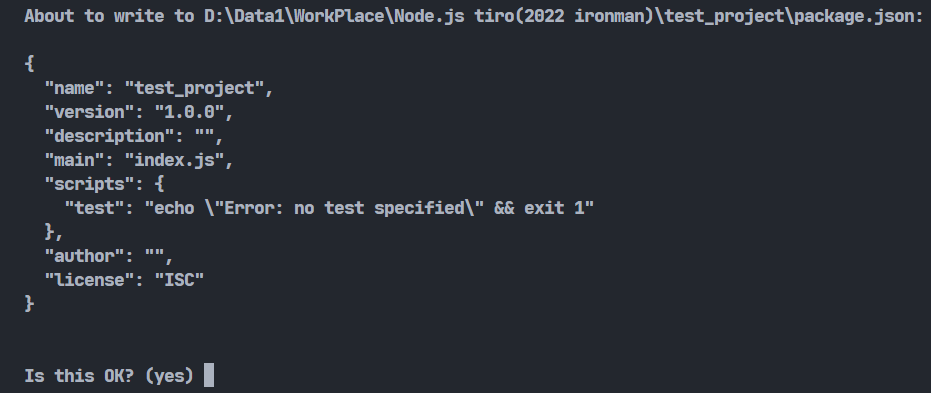 About to write to D:\Data1\WorkPlace\Node.js tiro(2022 ironman)\test_project\package.json:
{
  "name": "test_project",
  "version": "1.0.0",
  "description": "",
  "main": "index.js",
  "scripts": {
    "test": "echo \"Error: no test specified\" && exit 1"
  },
  "author": "",
  "license": "ISC"
}
Is this OK? (yes)